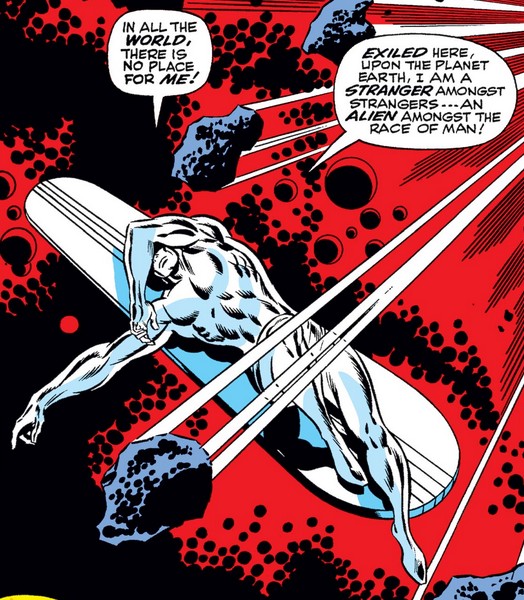 IN ALL THE
WORLD,
THERE IS
NO PLACE
FOR ME!
EXILED HERE,
UPON THE PLANET
EARTH, I AM A
STRANGER AMONGST
STRANGERS---AN
ALIEN AMONGST THE
RACE OF MAN!